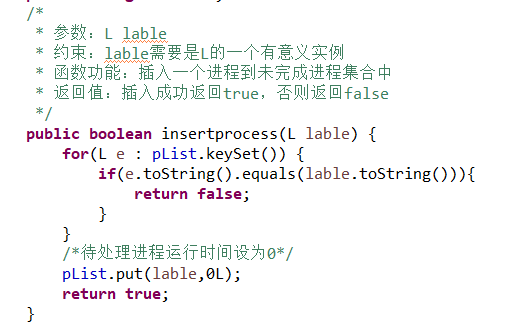 /*
 * 参数：L lable
 * 约束：lable需要是L的一个有意义实例
 * 函数功能：插入一个进程到未完成进程集合中
 * 返回值：插入成功返回true，否则返回false
 */
public boolean insertprocess(L lable) {
    for(L e : pList.keySet()) {
        if(e.toString().equals(lable.toString())){
            return false;
        }
    }
    /*待处理进程运行时间设为0*/
    pList.put(lable,0L);
    return true;
}